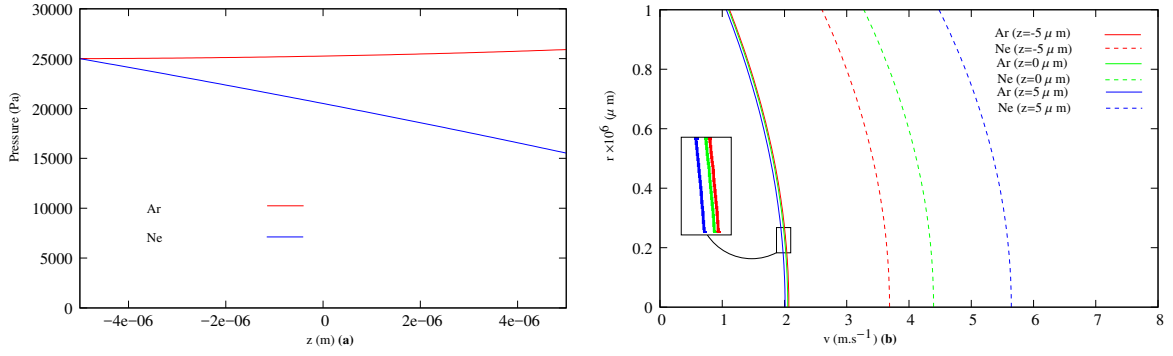 30000
25000
20000
15000
10000
5000
0
Pressure (Pa)
Ar
Ne
−4e−06 −2e−06 0 2e−06 4e−06
z (m) (a)
1
0.8
0.6
0.4
0.2
0
r ×10⁶ (μ m)
Ar (z=-5 μ m)
Ne (z=-5 μ m)
Ar (z=0 μ m)
Ne (z=0 μ m)
Ar (z=5 μ m)
Ne (z=5 μ m)
0 1 2 3 4 5 6 7 8
v (m.s⁻¹) (b)